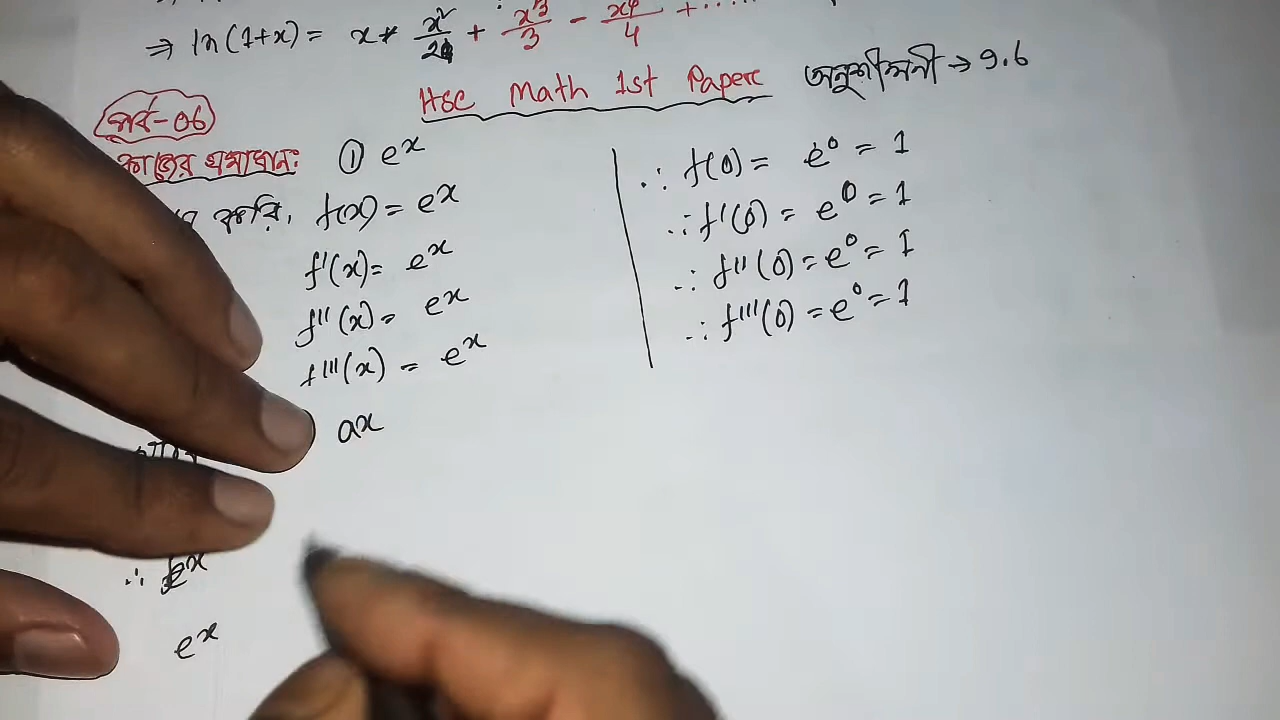 ⇒ ln(1+x) = x - x²/2 + x³/3 - x⁴/4 + .....
HSC Math 1st Paper অনুশীলনী → 9.6
পর্ব-06
কাজের সমাধান: ① eˣ
করি, f(x) = eˣ
f'(x) = eˣ
f''(x) = eˣ
f'''(x) = eˣ
∴ f(0) = e⁰ = 1
∴ f'(0) = e⁰ = 1
∴ f''(0) = e⁰ = 1
∴ f'''(0) = e⁰ = 1
ax
∴ eˣ
eˣ